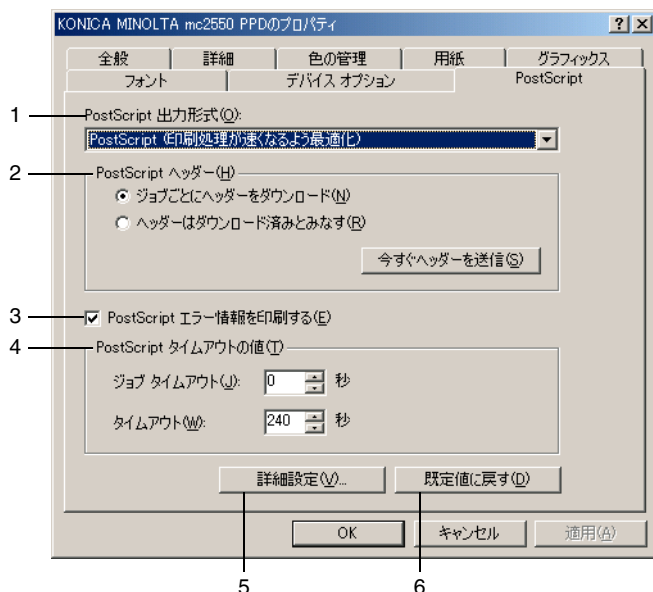 KONICA MINOLTA mc2550 PPDのプロパティ
全般 詳細 色の管理 用紙 グラフィックス
フォント デバイス オプション PostScript
1 PostScript 出力形式(O):
PostScript (印刷処理が速くなるよう最適化)
2 PostScript ヘッダー(H)
ジョブごとにヘッダーをダウンロード(N)
ヘッダーはダウンロード済みとみなす(R)
今すぐヘッダーを送信(S)
3 PostScript エラー情報を印刷する(E)
4 PostScript タイムアウトの値(T)
ジョブ タイムアウト(J): 0 秒
タイムアウト(W): 240 秒
詳細設定(V)... 既定値に戻す(D)
OK キャンセル 適用(A)
5 6